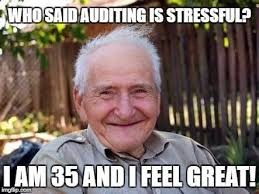 WHO SAID AUDITING IS STRESSFUL?
I AM 35 AND I FEEL GREAT!
imgflip.com